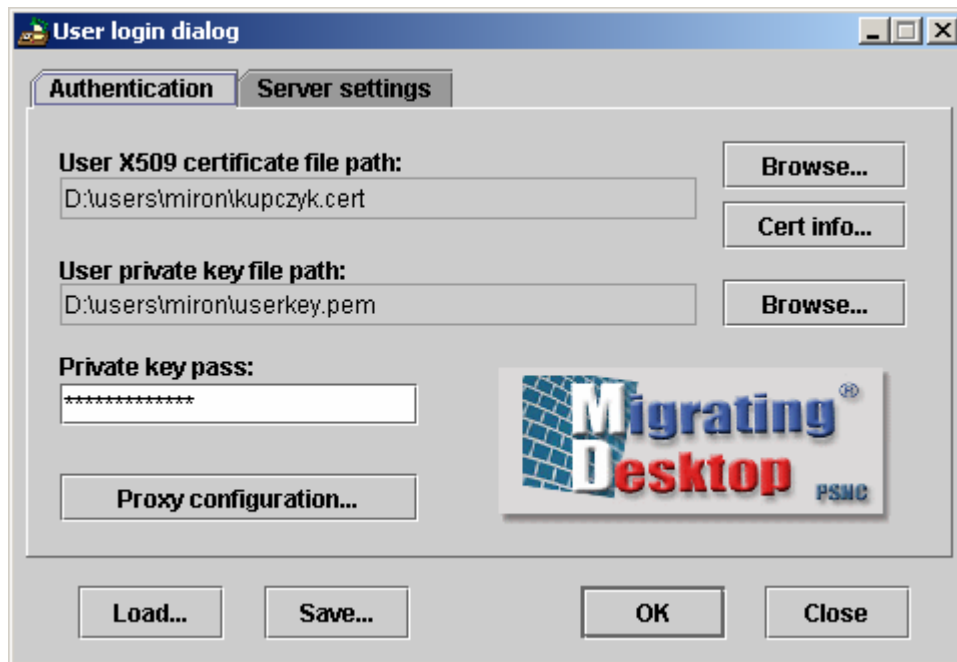 User login dialog
Authentication
Server settings
User X509 certificate file path:
Browse...
D:\users\miron\kupczyk.cert
Cert info...
User private key file path:
D:\users\miron\userkey.pem
Browse...
Private key pass:
*************
Migrating®
Desktop
PSNC
Proxy configuration...
Load...
Save...
OK
Close